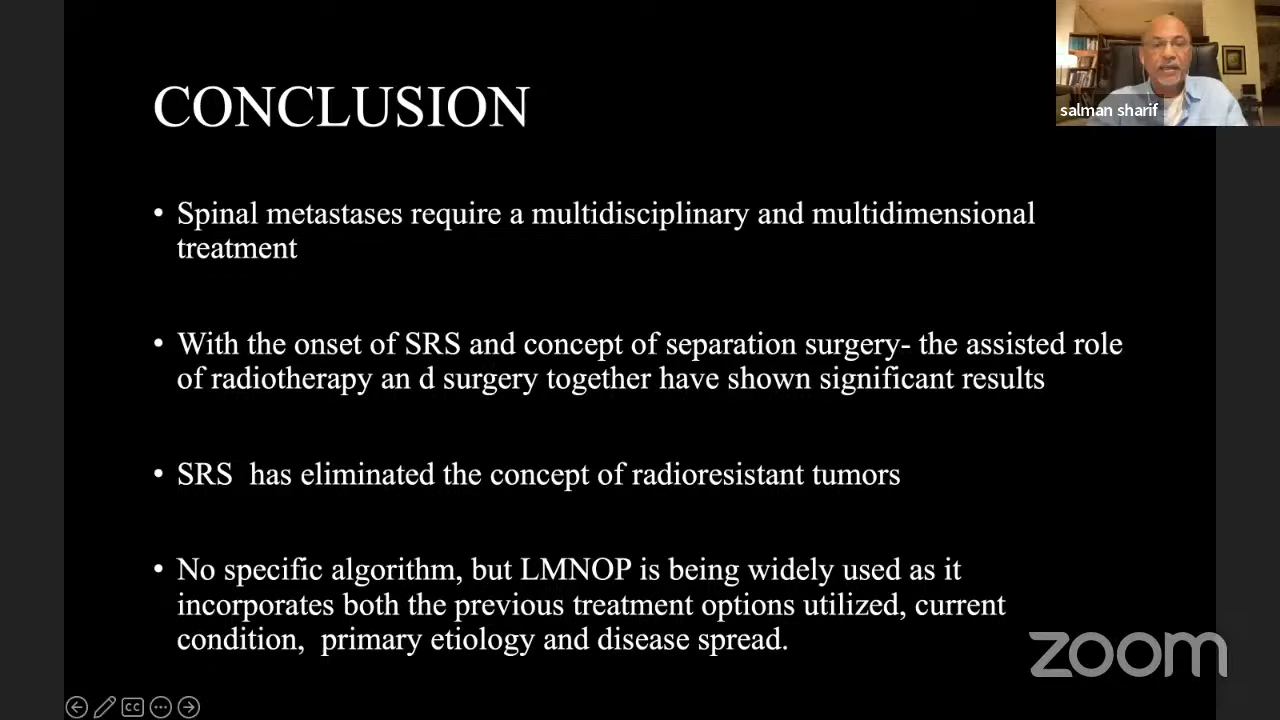 CONCLUSION
salman sharif
• Spinal metastases require a multidisciplinary and multidimensional
treatment
• With the onset of SRS and concept of separation surgery- the assisted role
of radiotherapy an d surgery together have shown significant results
• SRS  has eliminated the concept of radioresistant tumors
• No specific algorithm, but LMNOP is being widely used as it
incorporates both the previous treatment options utilized, current
condition,  primary etiology and disease spread.
zoom
CC